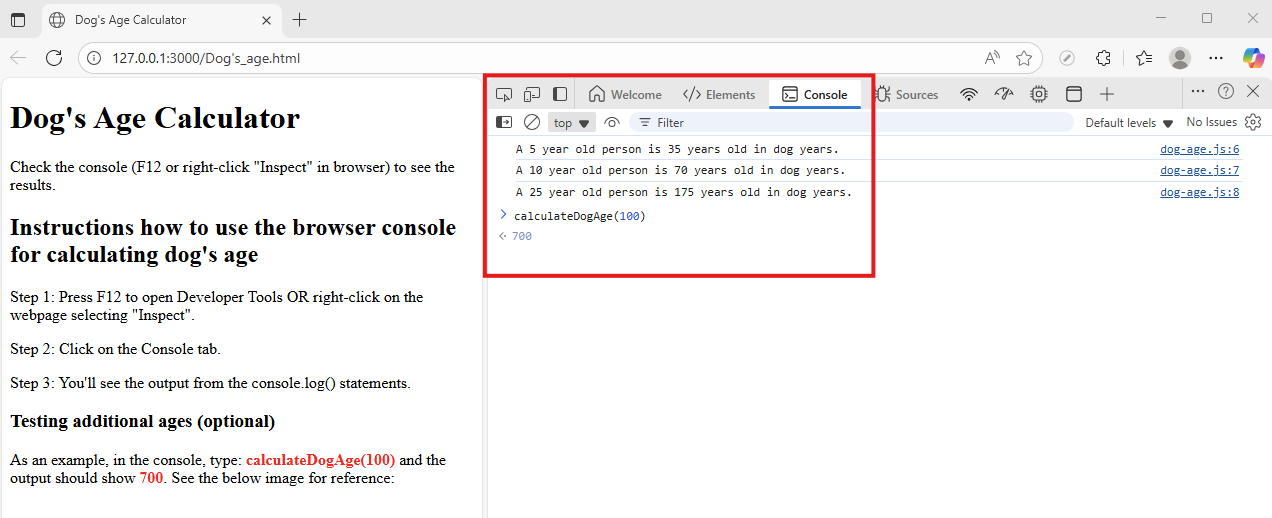 Dog's Age Calculator
127.0.0.1:3000/Dog's_age.html
Dog's Age Calculator
Check the console (F12 or right-click "Inspect" in browser) to see the
results.
Instructions how to use the browser console
for calculating dog's age
Step 1: Press F12 to open Developer Tools OR right-click on the
webpage selecting "Inspect".
Step 2: Click on the Console tab.
Step 3: You'll see the output from the console.log() statements.
Testing additional ages (optional)
As an example, in the console, type: calculateDogAge(100) and the
output should show 700. See the below image for reference:
Welcome Elements Console Sources
top Filter Default levels No Issues
A 5 year old person is 35 years old in dog years. dog-age.js:6
A 10 year old person is 70 years old in dog years. dog-age.js:7
A 25 year old person is 175 years old in dog years. dog-age.js:8
calculateDogAge(100)
700